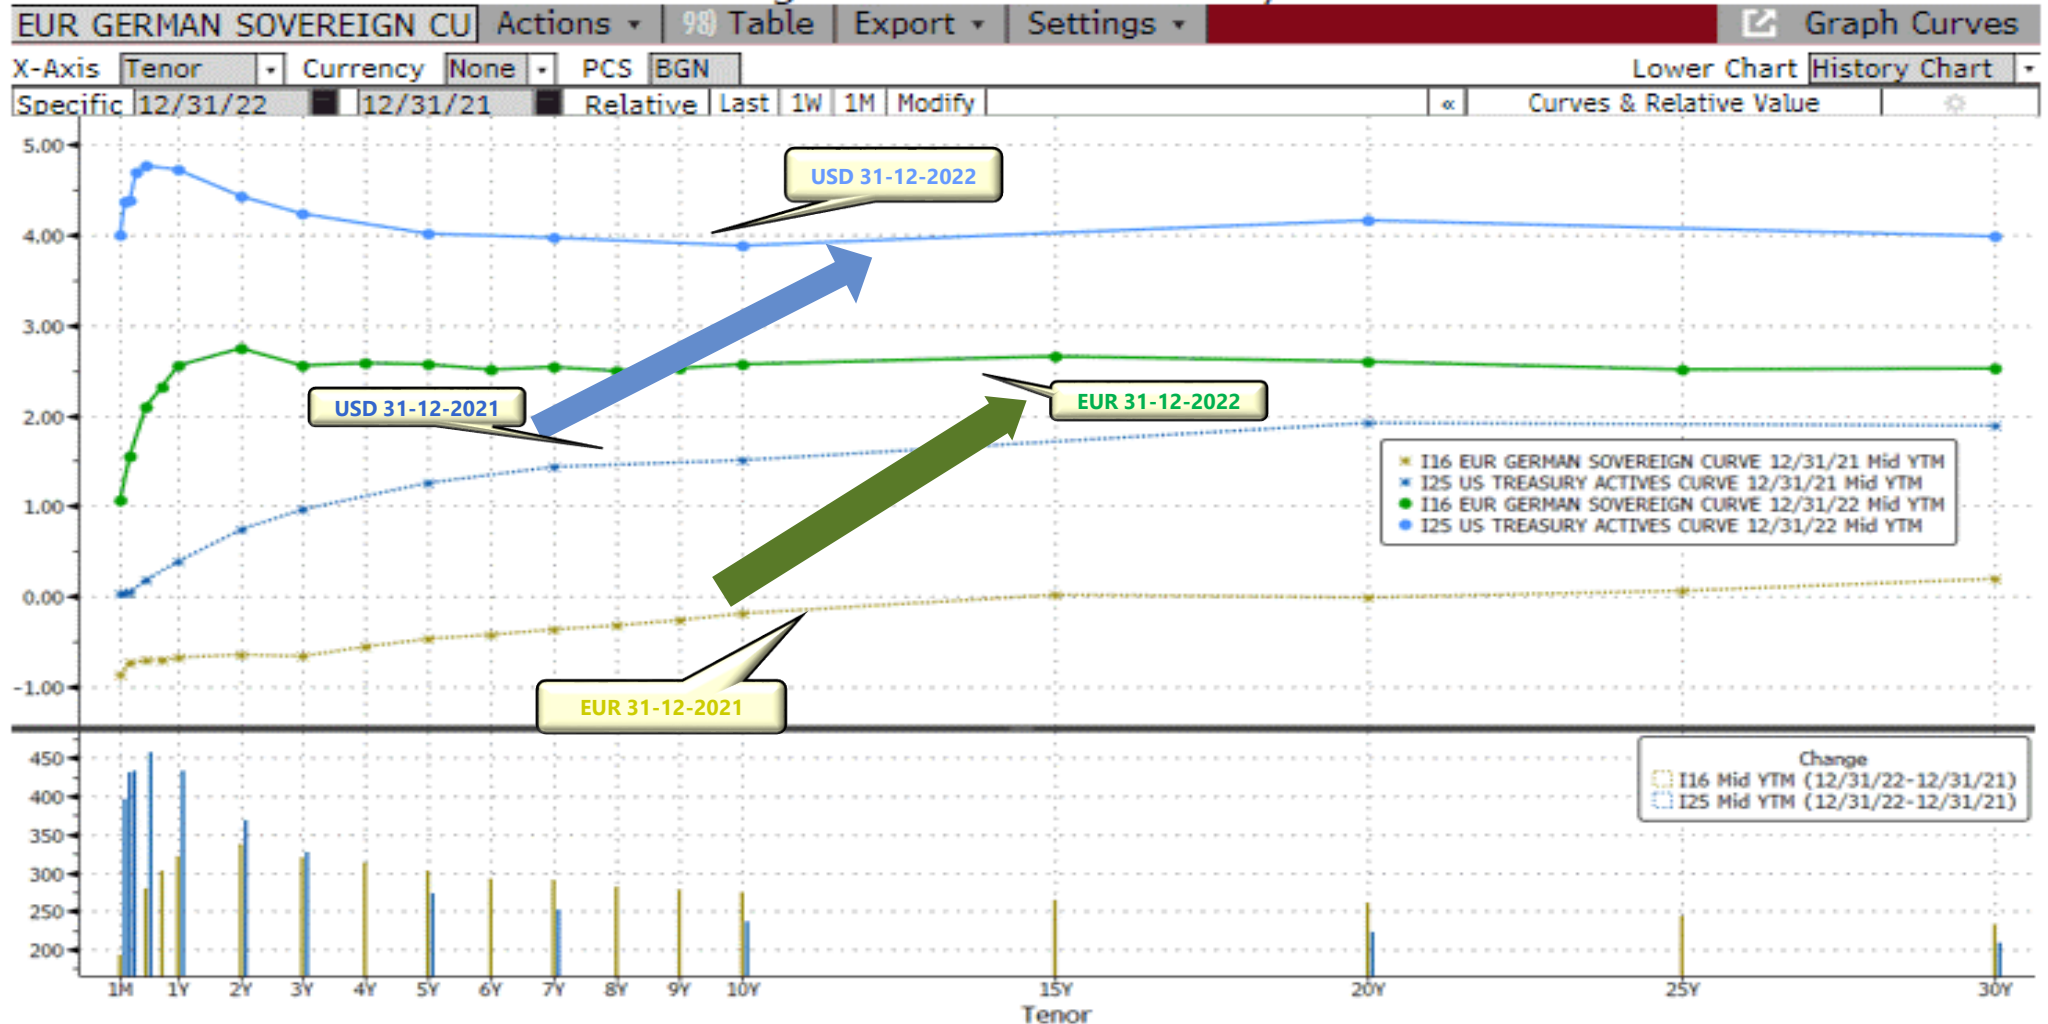 EUR GERMAN SOVEREIGN CU Actions 98) Table Export Settings Graph Curves
X-Axis Tenor Currency None PCS BGN Lower Chart History Chart
Specific 12/31/22 12/31/21 Relative Last 1W 1M Modify « Curves & Relative Value
5.00
4.00
3.00
2.00
1.00
0.00
-1.00
USD 31-12-2022
USD 31-12-2021
EUR 31-12-2022
EUR 31-12-2021
I16 EUR GERMAN SOVEREIGN CURVE 12/31/21 Mid YTM
I25 US TREASURY ACTIVES CURVE 12/31/21 Mid YTM
I16 EUR GERMAN SOVEREIGN CURVE 12/31/22 Mid YTM
I25 US TREASURY ACTIVES CURVE 12/31/22 Mid YTM
450
400
350
300
250
200
Change
I16 Mid YTM (12/31/22-12/31/21)
I25 Mid YTM (12/31/22-12/31/21)
1M 1Y 2Y 3Y 4Y 5Y 6Y 7Y 8Y 9Y 10Y 15Y 20Y 25Y 30Y
Tenor